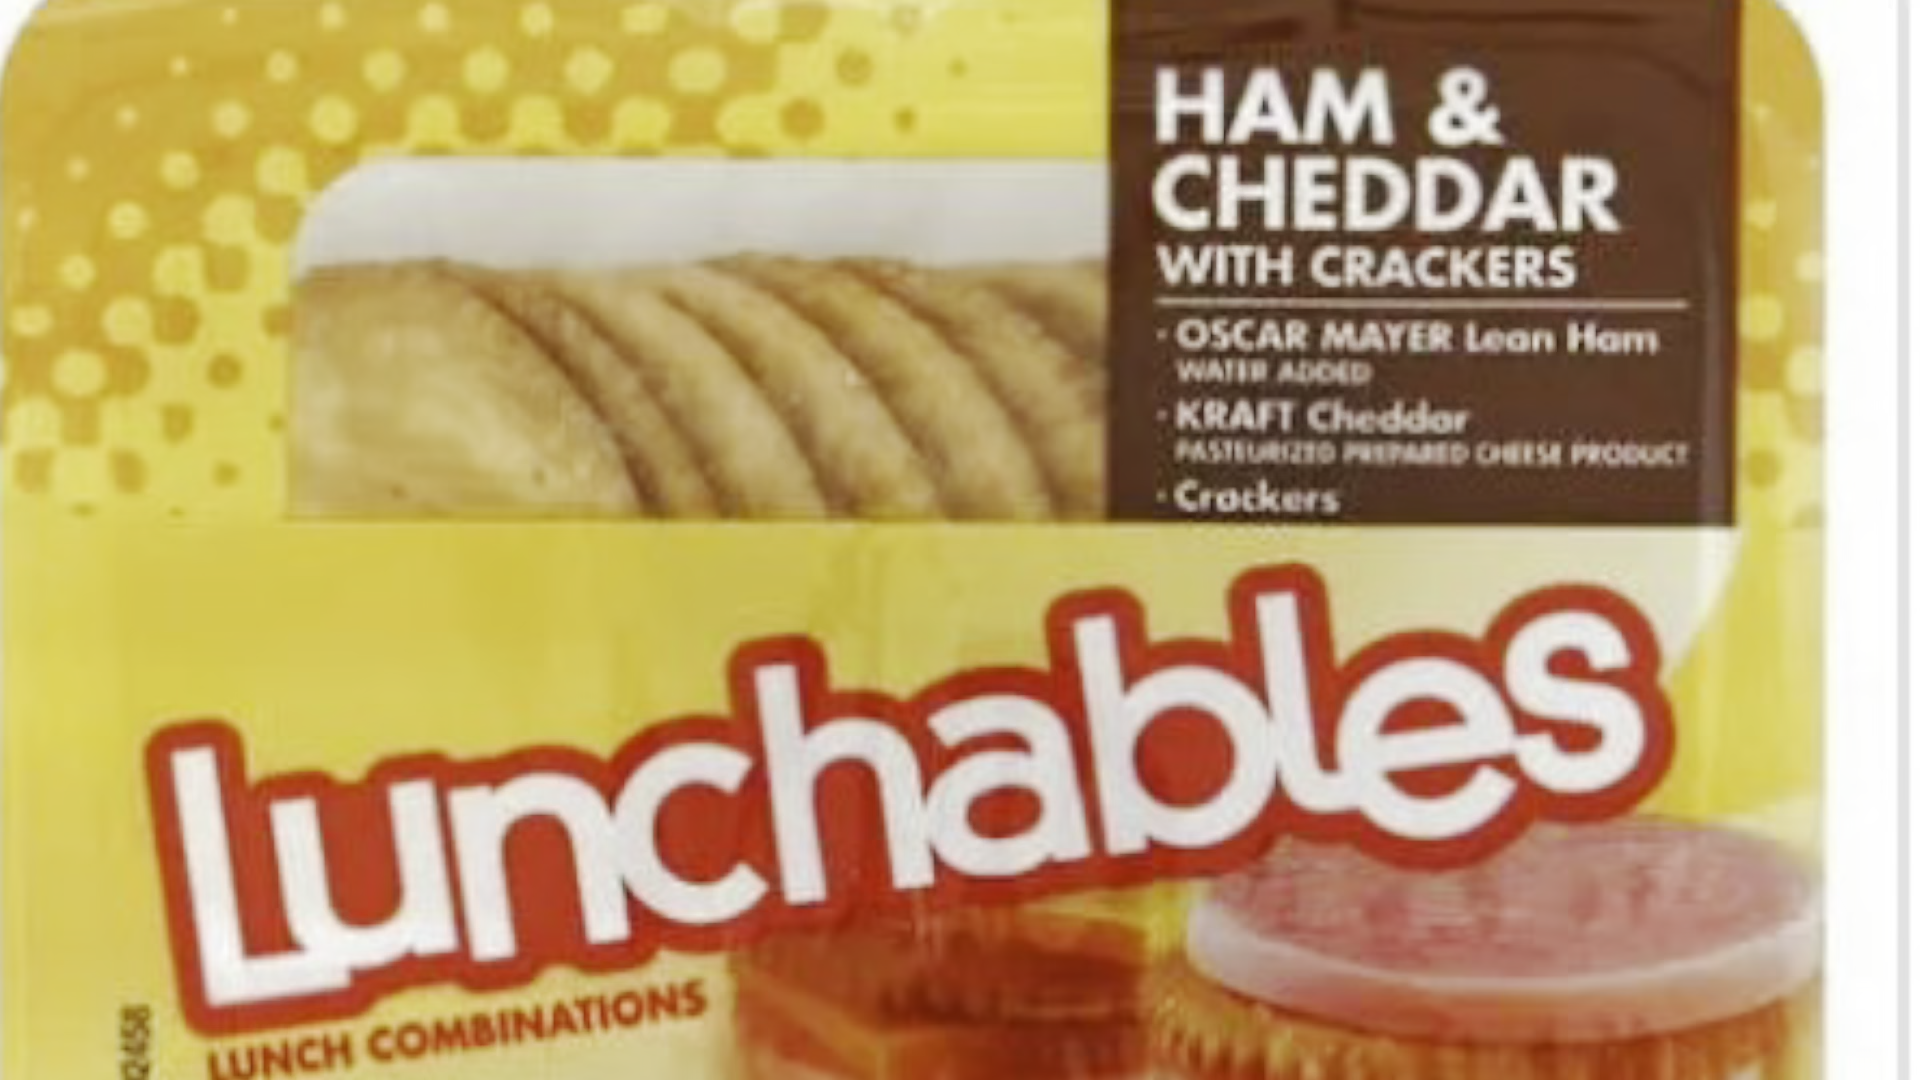 HAM &
CHEDDAR
WITH CRACKERS
· OSCAR MAYER Lean Ham
WATER ADDED
· KRAFT Cheddar
PASTEURIZED PREPARED CHEESE PRODUCT
· Crackers
Lunchables
LUNCH COMBINATIONS